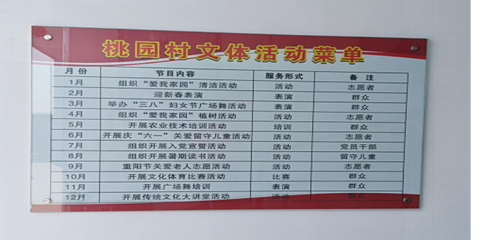 桃园村文体活动菜单
月份 节目内容 服务形式 备注
1月 组织“爱我家园”清洁活动 活动 志愿者
2月 迎新春表演 表演 群众
3月 举办“三八”妇女节广场舞活动 表演 群众
4月 组织“爱我家园”植树活动 活动 志愿者
5月 开展农业技术培训活动 培训 群众
6月 开展庆“六一”关爱留守儿童活动 活动 志愿者
7月 组织开展入党宣誓活动 活动 党员干部
8月 组织开展暑期读书活动 活动 留守儿童
9月 重阳节关爱老人志愿活动 活动 志愿者
10月 开展文化体育比赛活动 比赛 群众
11月 开展广场舞培训 表演 群众
12月 开展传统文化大讲堂活动 活动 群众